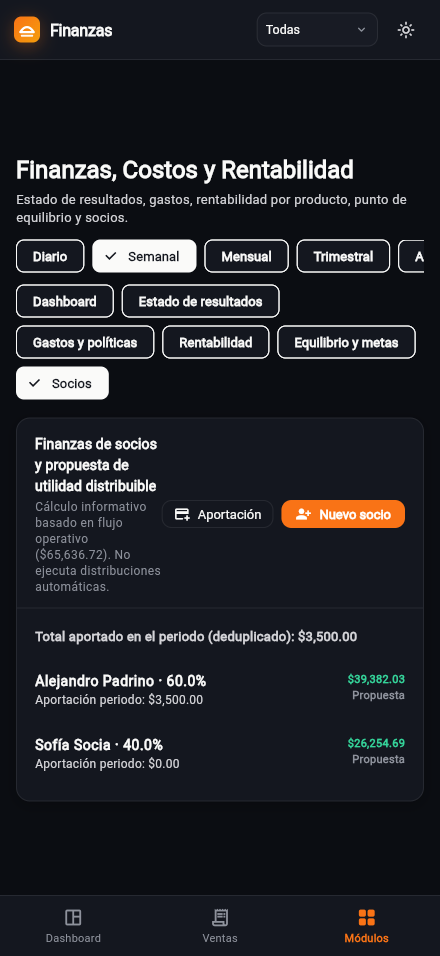 Finanzas
Todas
Finanzas, Costos y Rentabilidad
Estado de resultados, gastos, rentabilidad por producto, punto de
equilibrio y socios.
Diario
Semanal
Mensual
Trimestral
A
Dashboard
Estado de resultados
Gastos y políticas
Rentabilidad
Equilibrio y metas
Socios
Finanzas de socios
y propuesta de
utilidad distribuible
Cálculo informativo
basado en flujo
operativo
($65,636.72). No
ejecuta distribuciones
automáticas.
Aportación
Nuevo socio
Total aportado en el periodo (deduplicado): $3,500.00
Alejandro Padrino · 60.0%
Aportación periodo: $3,500.00
$39,382.03
Propuesta
Sofía Socia · 40.0%
Aportación periodo: $0.00
$26,254.69
Propuesta
Dashboard
Ventas
Módulos